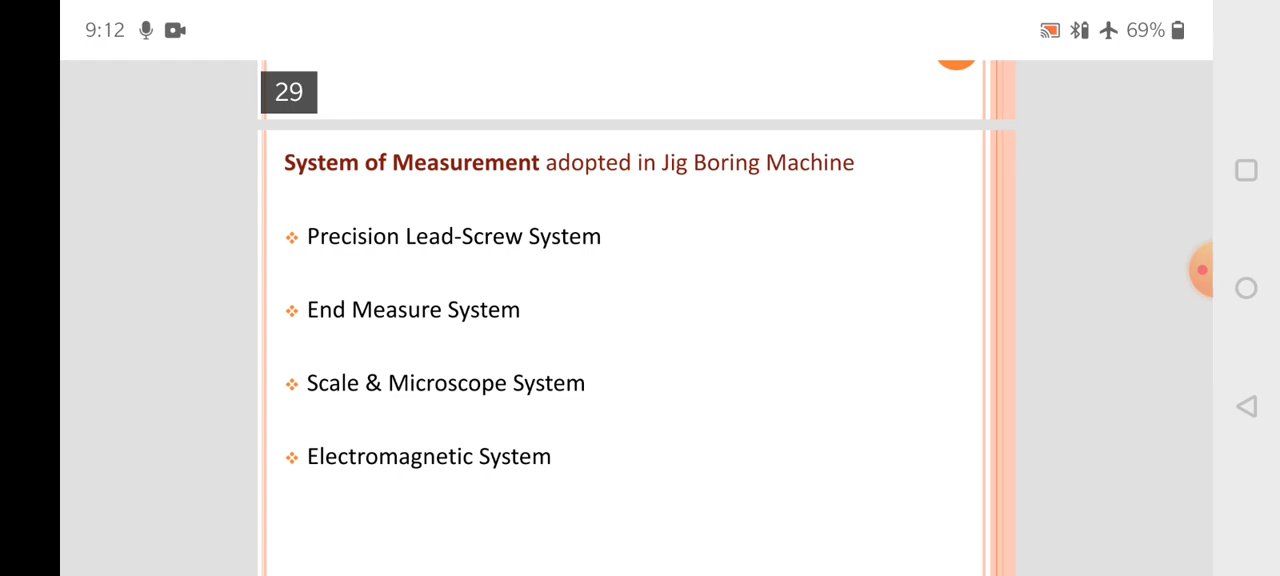 9:12
69%
29
System of Measurement adopted in Jig Boring Machine
Precision Lead-Screw System
End Measure System
Scale & Microscope System
Electromagnetic System